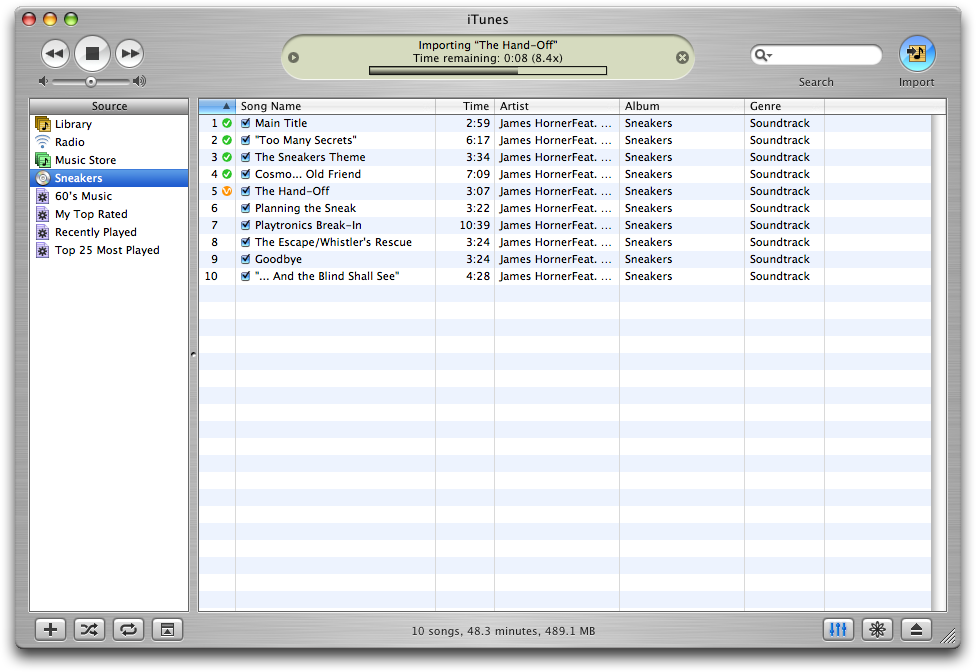 iTunes
Importing "The Hand-Off"
Time remaining: 0:08 (8.4x)
Search
Import
Source
Library
Radio
Music Store
Sneakers
60's Music
My Top Rated
Recently Played
Top 25 Most Played
Song Name Time Artist Album Genre
1 Main Title 2:59 James HornerFeat. ... Sneakers Soundtrack
2 "Too Many Secrets" 6:17 James HornerFeat. ... Sneakers Soundtrack
3 The Sneakers Theme 3:34 James HornerFeat. ... Sneakers Soundtrack
4 Cosmo... Old Friend 7:09 James HornerFeat. ... Sneakers Soundtrack
5 The Hand-Off 3:07 James HornerFeat. ... Sneakers Soundtrack
6 Planning the Sneak 3:22 James HornerFeat. ... Sneakers Soundtrack
7 Playtronics Break-In 10:39 James HornerFeat. ... Sneakers Soundtrack
8 The Escape/Whistler's Rescue 3:24 James HornerFeat. ... Sneakers Soundtrack
9 Goodbye 3:24 James HornerFeat. ... Sneakers Soundtrack
10 "... And the Blind Shall See" 4:28 James HornerFeat. ... Sneakers Soundtrack
10 songs, 48.3 minutes, 489.1 MB